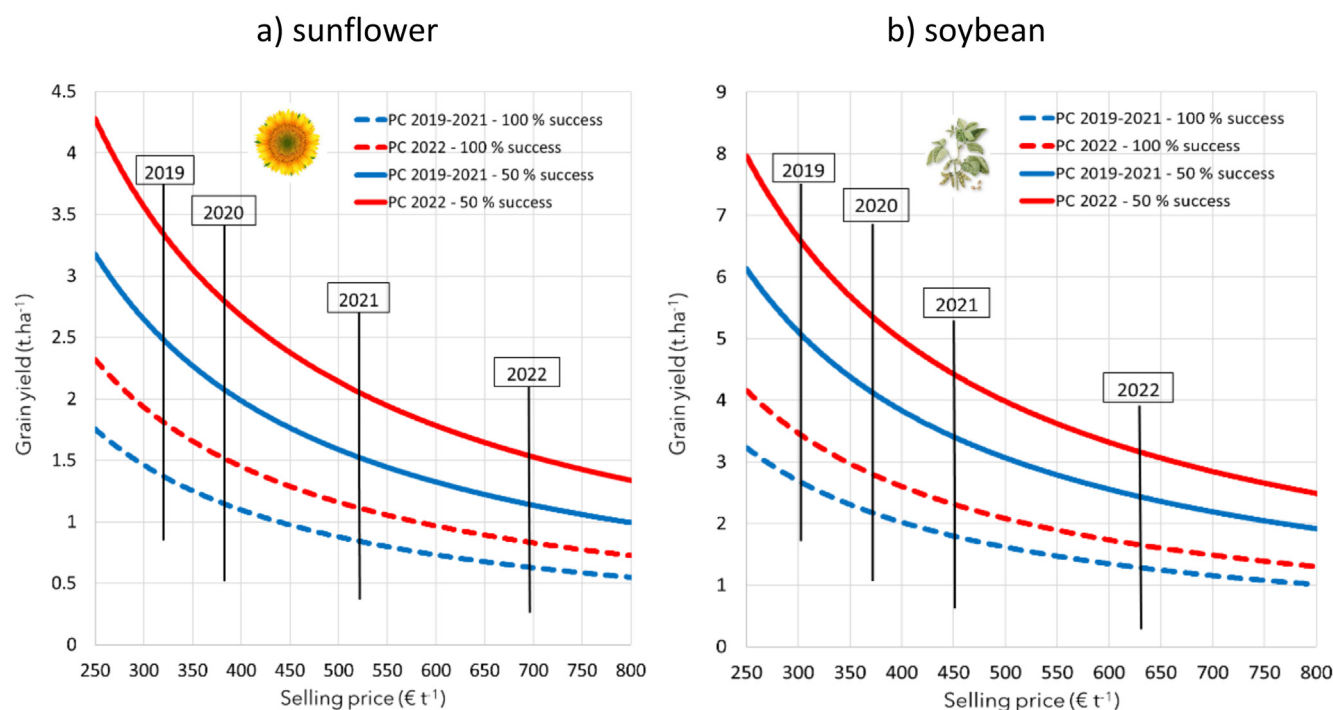 a) sunflower
4.5
4
3.5
3
2.5
2
1.5
1
0.5
0
Grain yield (t.ha⁻¹)
PC 2019-2021 - 100 % success
PC 2022 - 100 % success
PC 2019-2021 - 50 % success
PC 2022 - 50 % success
2019
2020
2021
2022
250 300 350 400 450 500 550 600 650 700 750 800
Selling price (€ t⁻¹)
b) soybean
9
8
7
6
5
4
3
2
1
0
Grain yield (t.ha⁻¹)
PC 2019-2021 - 100 % success
PC 2022 - 100 % success
PC 2019-2021 - 50 % success
PC 2022 - 50 % success
2019
2020
2021
2022
250 300 350 400 450 500 550 600 650 700 750 800
Selling price (€ t⁻¹)